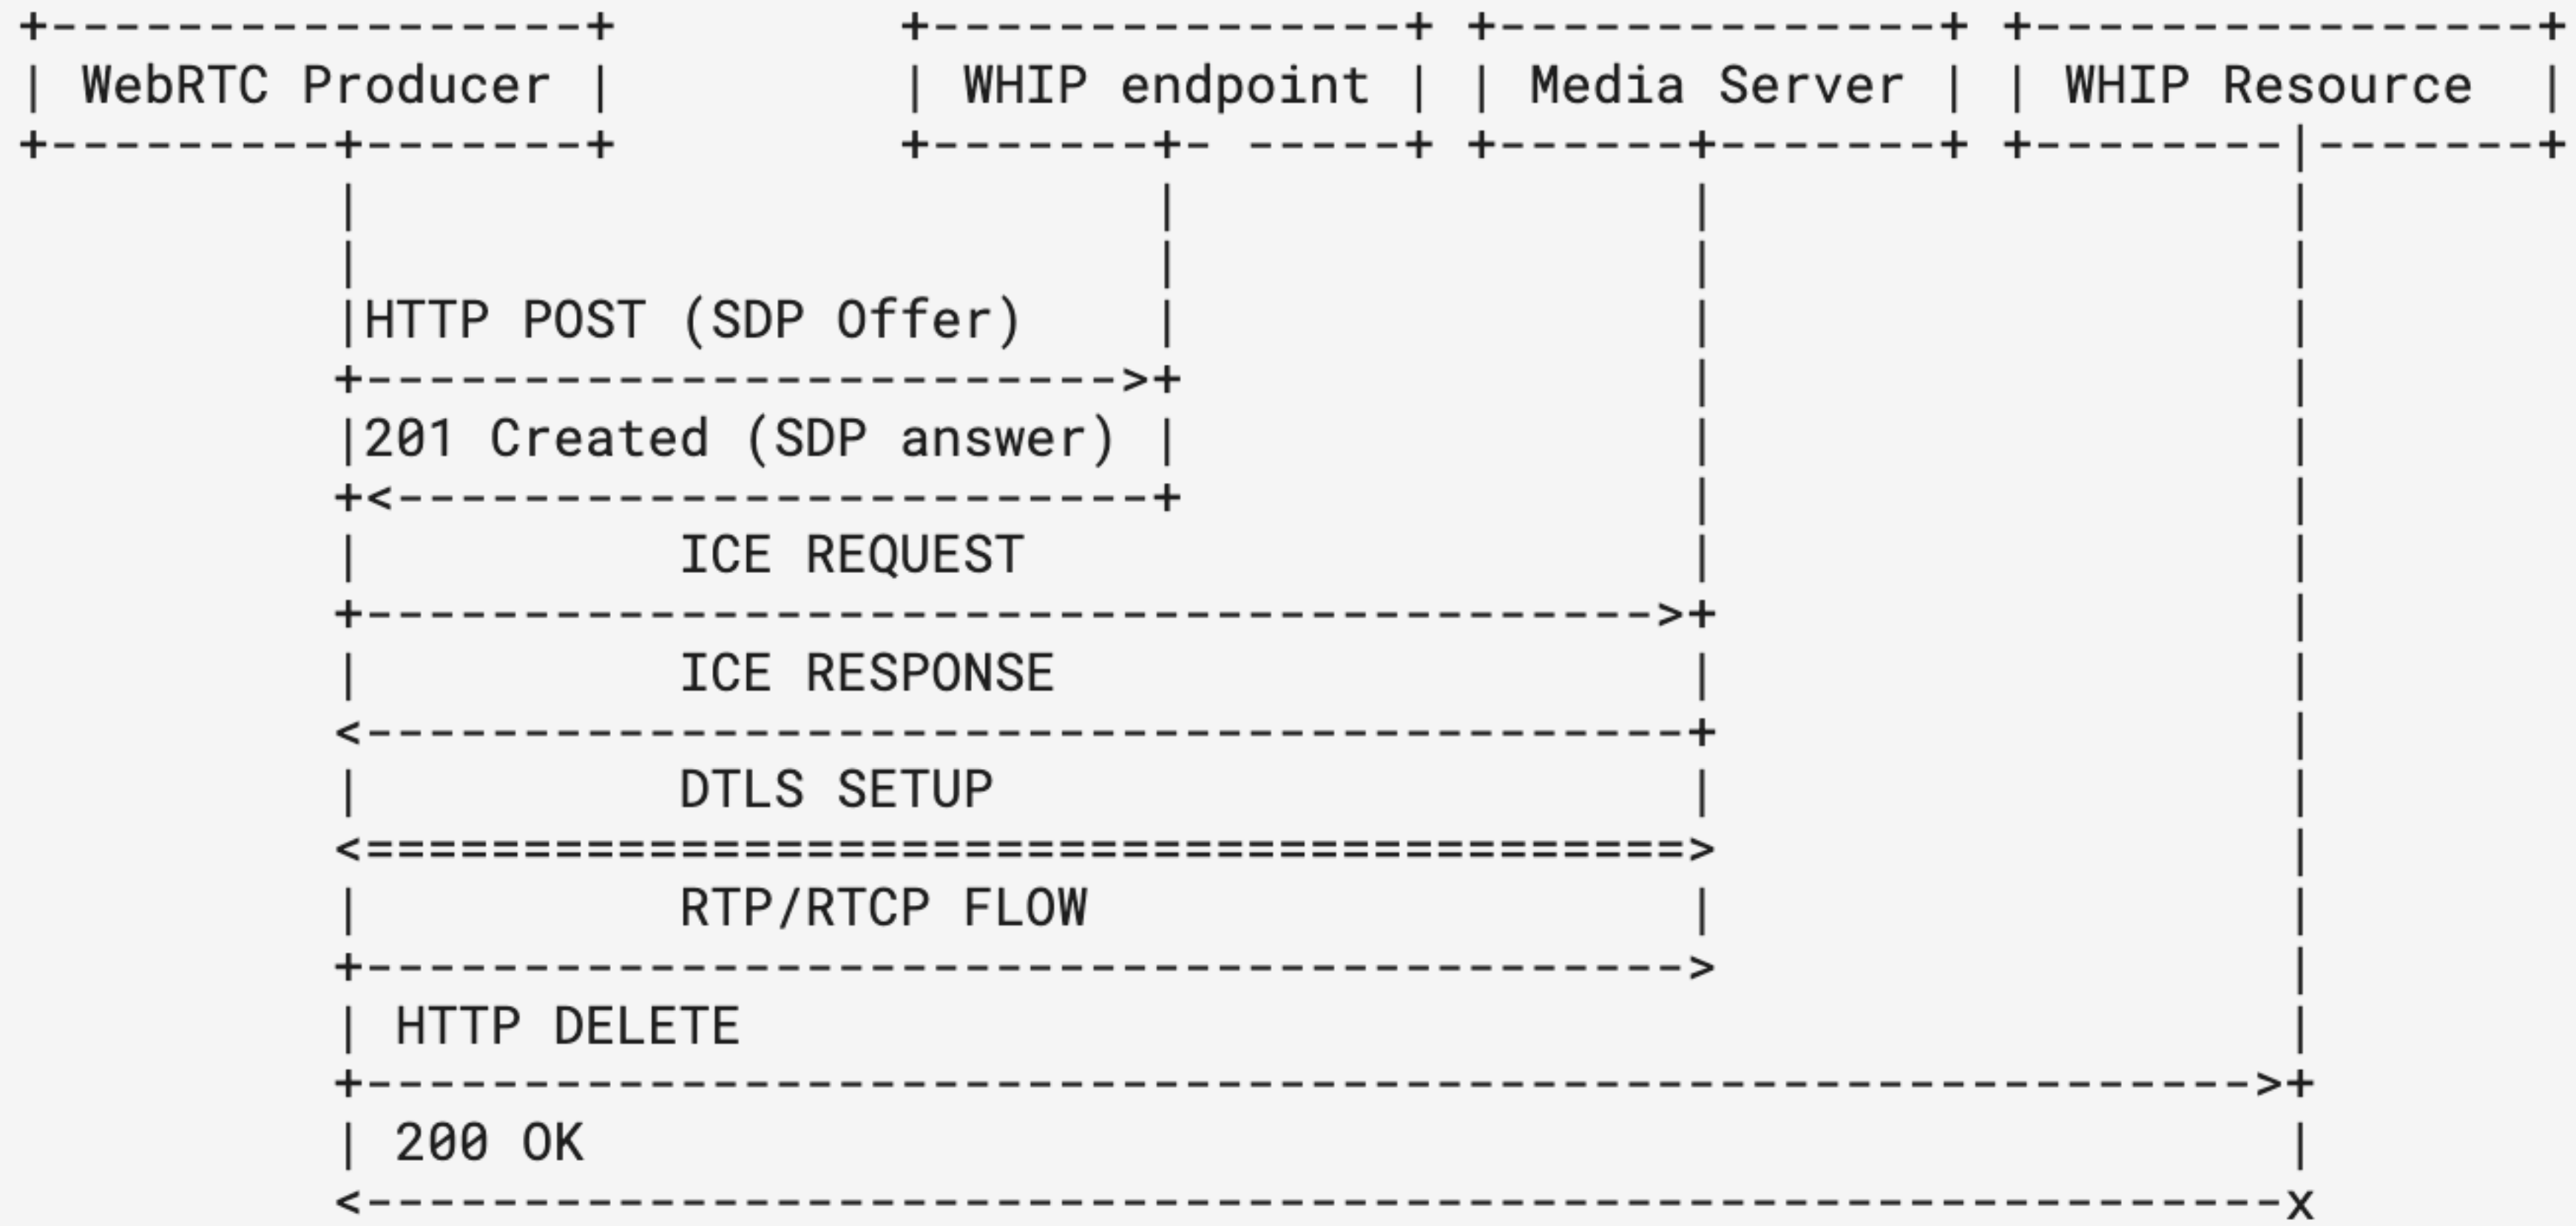 WebRTC Producer WHIP endpoint Media Server WHIP Resource
HTTP POST (SDP Offer)
201 Created (SDP answer)
ICE REQUEST
ICE RESPONSE
DTLS SETUP
RTP/RTCP FLOW
HTTP DELETE
200 OK
x